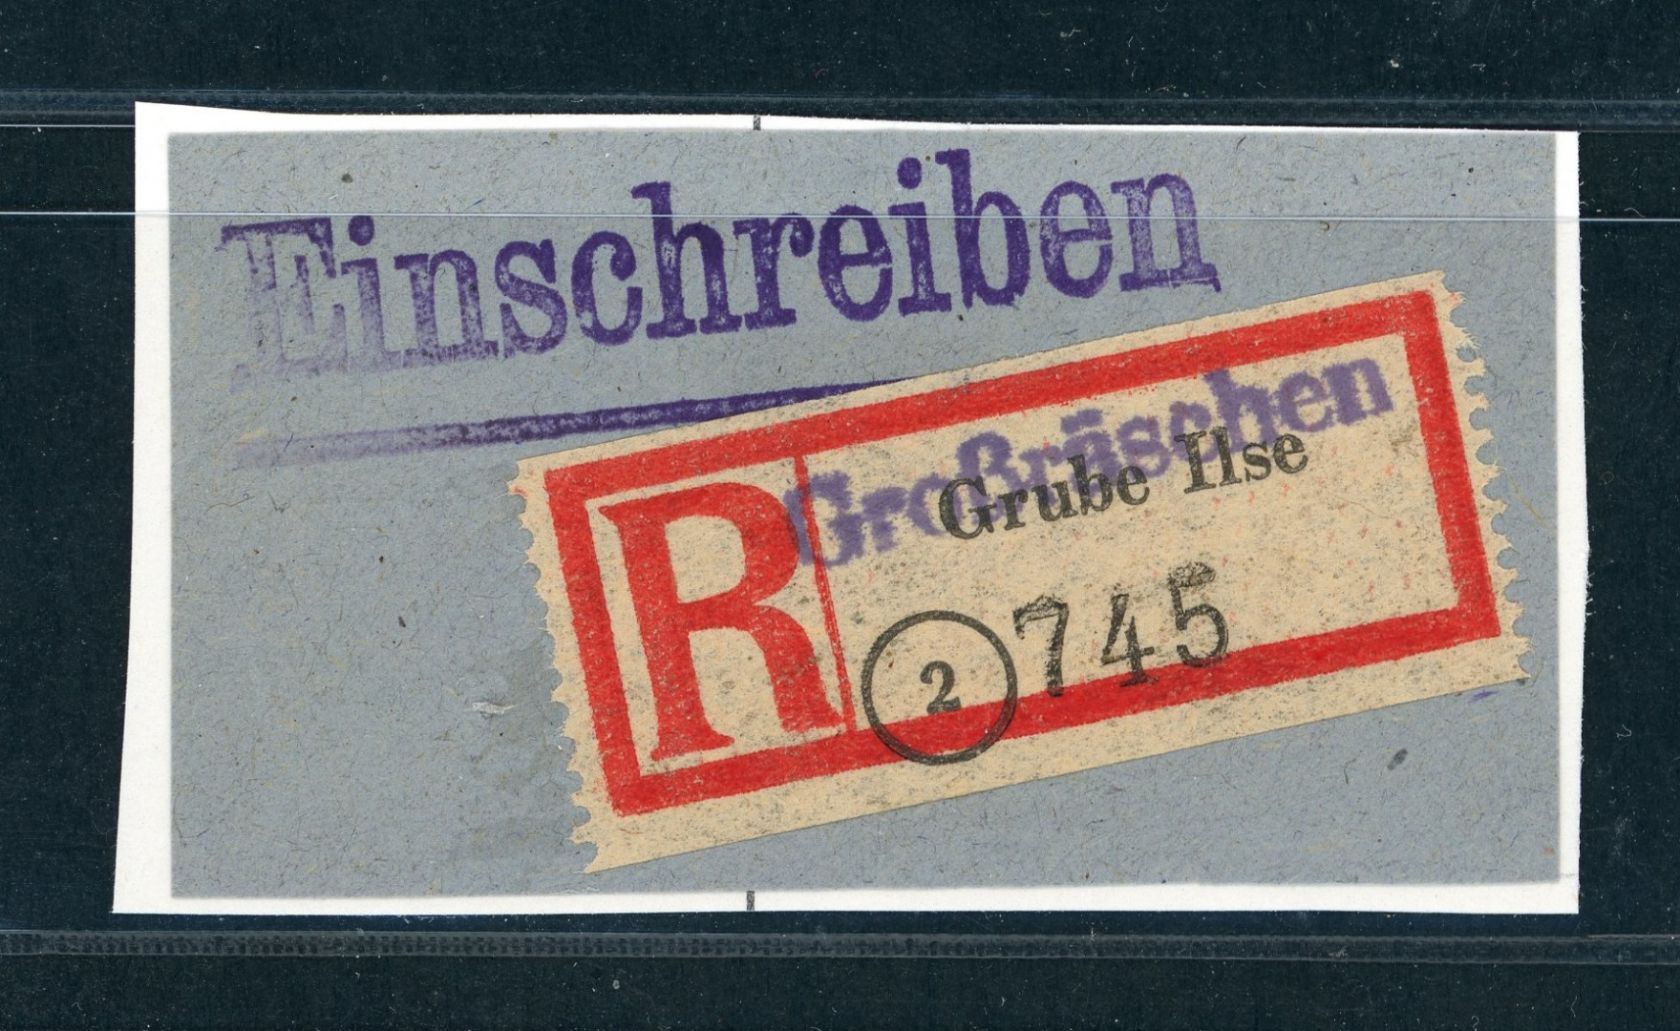 Einschreiben
R
Großräschen
Grube Ilse
2 745